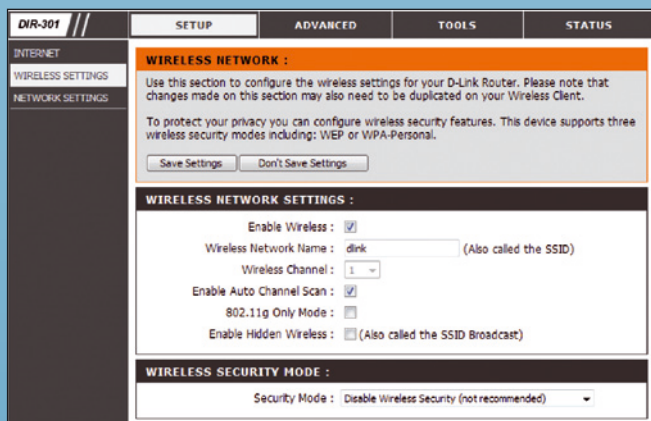 DIR-301
SETUP
ADVANCED
TOOLS
STATUS
INTERNET
WIRELESS SETTINGS
NETWORK SETTINGS
WIRELESS NETWORK :
Use this section to configure the wireless settings for your D-Link Router. Please note that
changes made on this section may also need to be duplicated on your Wireless Client.
To protect your privacy you can configure wireless security features. This device supports three
wireless security modes including: WEP or WPA-Personal.
Save Settings
Don't Save Settings
WIRELESS NETWORK SETTINGS :
Enable Wireless :
Wireless Network Name : dlink (Also called the SSID)
Wireless Channel : 1
Enable Auto Channel Scan :
802.11g Only Mode :
Enable Hidden Wireless : (Also called the SSID Broadcast)
WIRELESS SECURITY MODE :
Security Mode : Disable Wireless Security (not recommended)